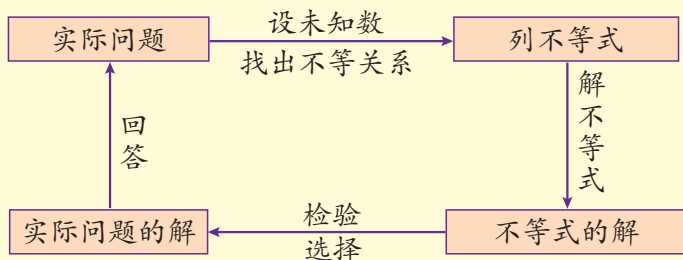 实际问题
设未知数
找出不等关系
列不等式
解不等式
不等式的解
检验
选择
实际问题的解
回答